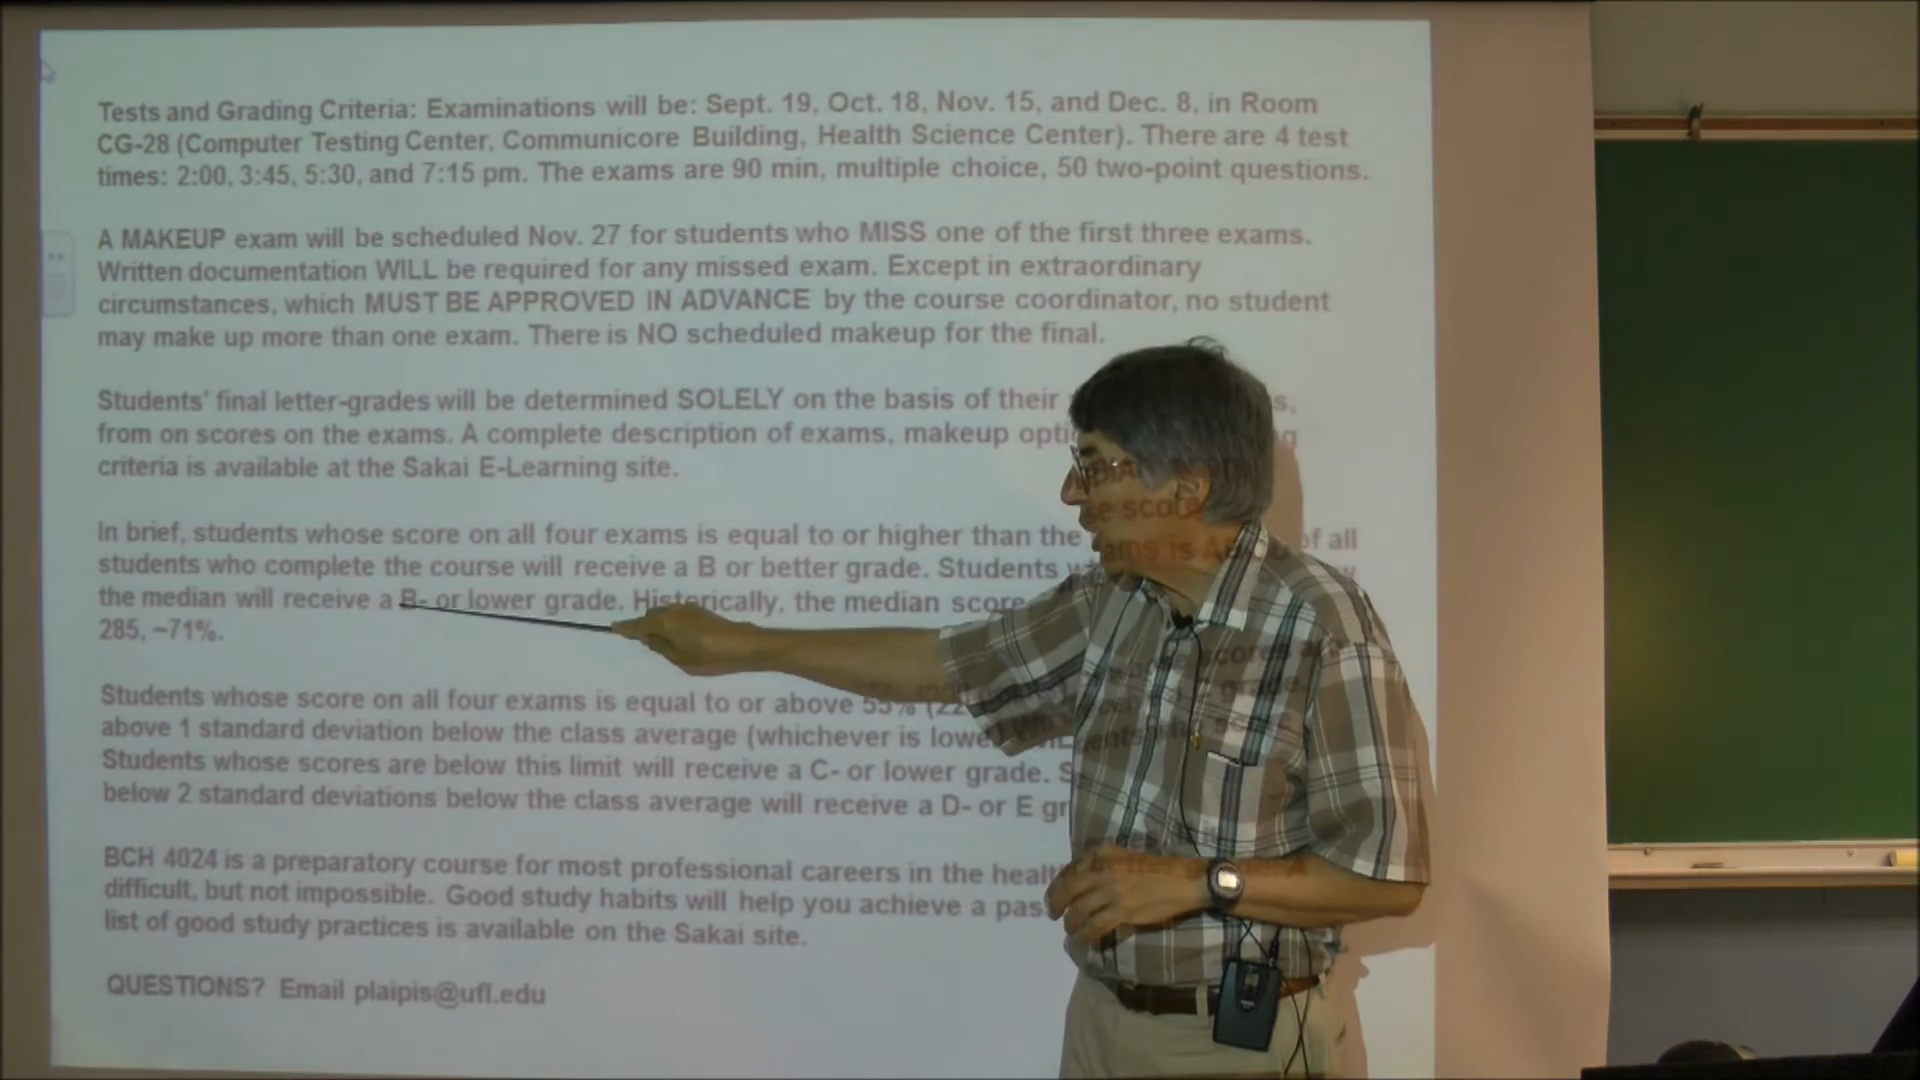 Tests and Grading Criteria: Examinations will be: Sept. 19, Oct. 18, Nov. 15, and Dec. 8, in Room
CG-28 (Computer Testing Center, Communicore Building, Health Science Center). There are 4 test
times: 2:00, 3:45, 5:30, and 7:15 pm. The exams are 90 min, multiple choice, 50 two-point questions.
A MAKEUP exam will be scheduled Nov. 27 for students who MISS one of the first three exams.
Written documentation WILL be required for any missed exam. Except in extraordinary
circumstances, which MUST BE APPROVED IN ADVANCE by the course coordinator, no student
may make up more than one exam. There is NO scheduled makeup for the final.
Students' final letter-grades will be determined SOLELY on the basis of their
from on scores on the exams. A complete description of exams, makeup
criteria is available at the Sakai E-Learning site.
In brief, students whose score on all four exams is equal to or higher than the of all
students who complete the course will receive a B or better grade. Students
the median will receive a B- or lower grade. Historically, the median score
285, ~71%.
Students whose score on all four exams is equal to or above 55%
above 1 standard deviation below the class average (whichever is
Students whose scores are below this limit will receive a C- or lower grade.
below 2 standard deviations below the class average will receive a D- or E
BCH 4024 is a preparatory course for most professional careers in the
difficult, but not impossible. Good study habits will help you achieve a
list of good study practices is available on the Sakai site.
QUESTIONS? Email plaipis@ufl.edu